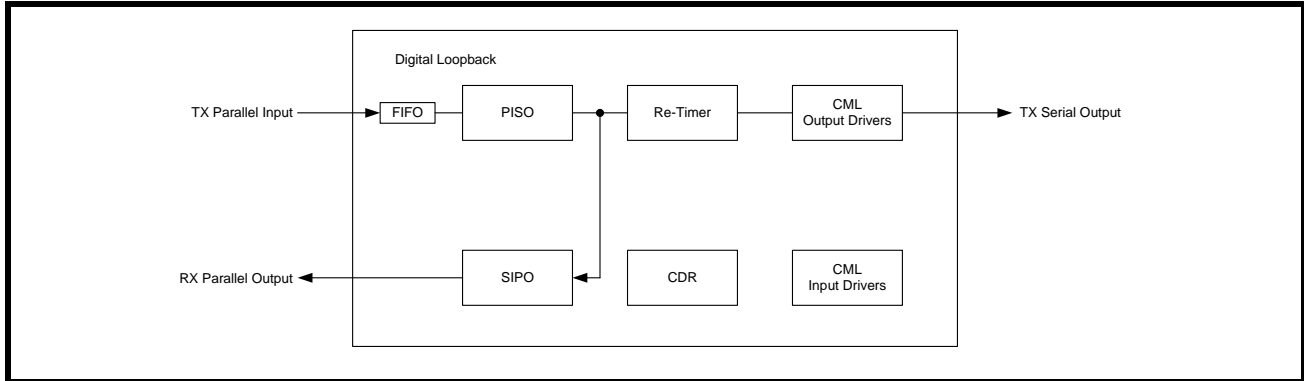 Digital Loopback
TX Parallel Input
FIFO
PISO
Re-Timer
CML
Output Drivers
TX Serial Output
RX Parallel Output
SIPO
CDR
CML
Input Drivers